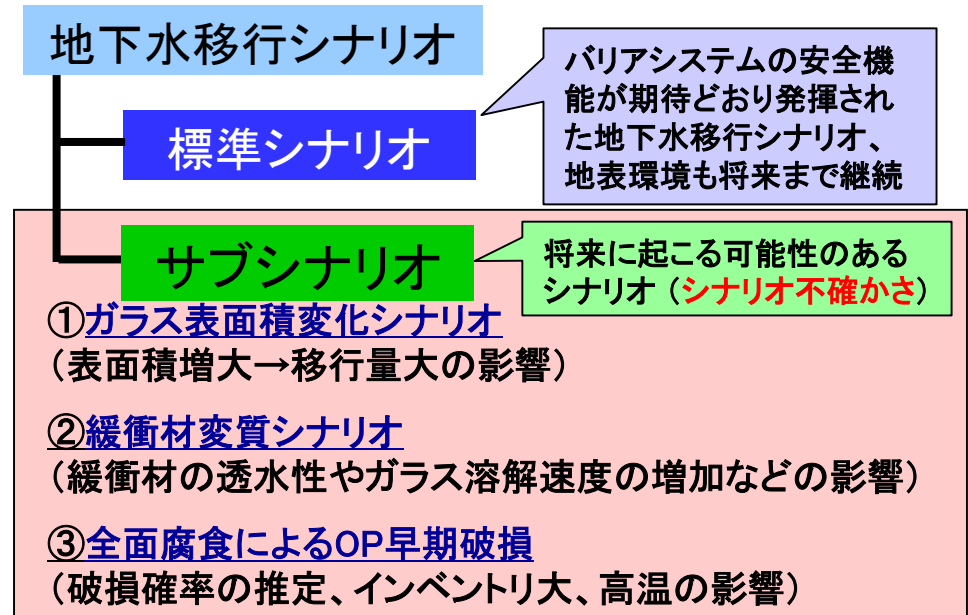 地下水移行シナリオ
標準シナリオ
バリアシステムの安全機
能が期待どおり発揮され
た地下水移行シナリオ、
地表環境も将来まで継続
サブシナリオ
将来に起こる可能性のある
シナリオ（シナリオ不確かさ）
①ガラス表面積変化シナリオ
（表面積増大→移行量大の影響）
②緩衝材変質シナリオ
（緩衝材の透水性やガラス溶解速度の増加などの影響）
③全面腐食によるOP早期破損
（破損確率の推定、インベントリ大、高温の影響）